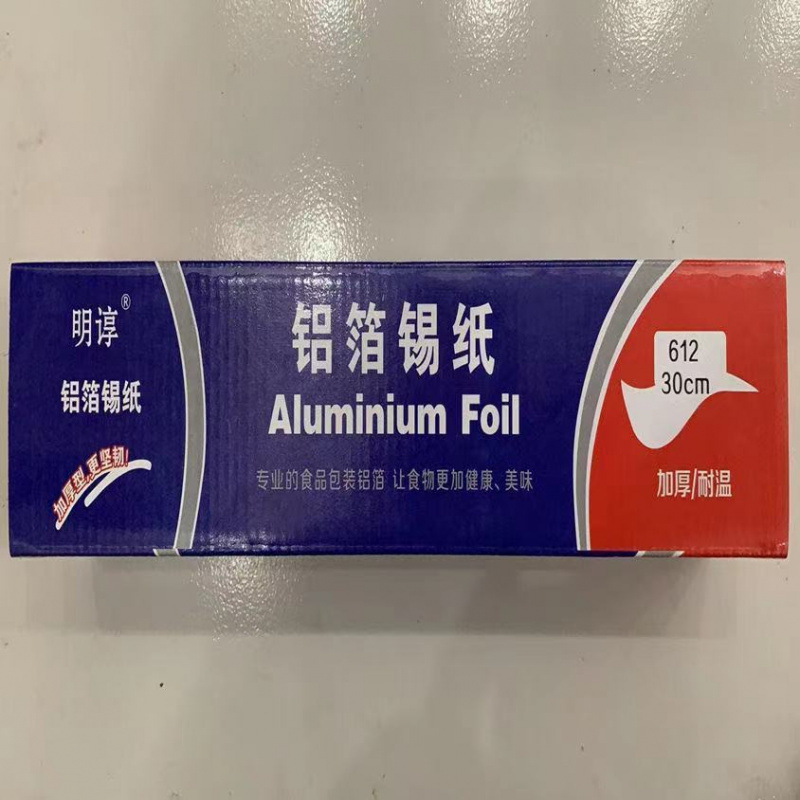 明谆®
铝箔锡纸
加厚型,更坚韧!
铝箔锡纸
Aluminium Foil
专业的食品包装铝箔 让食物更加健康、美味
612
30cm
加厚/耐温